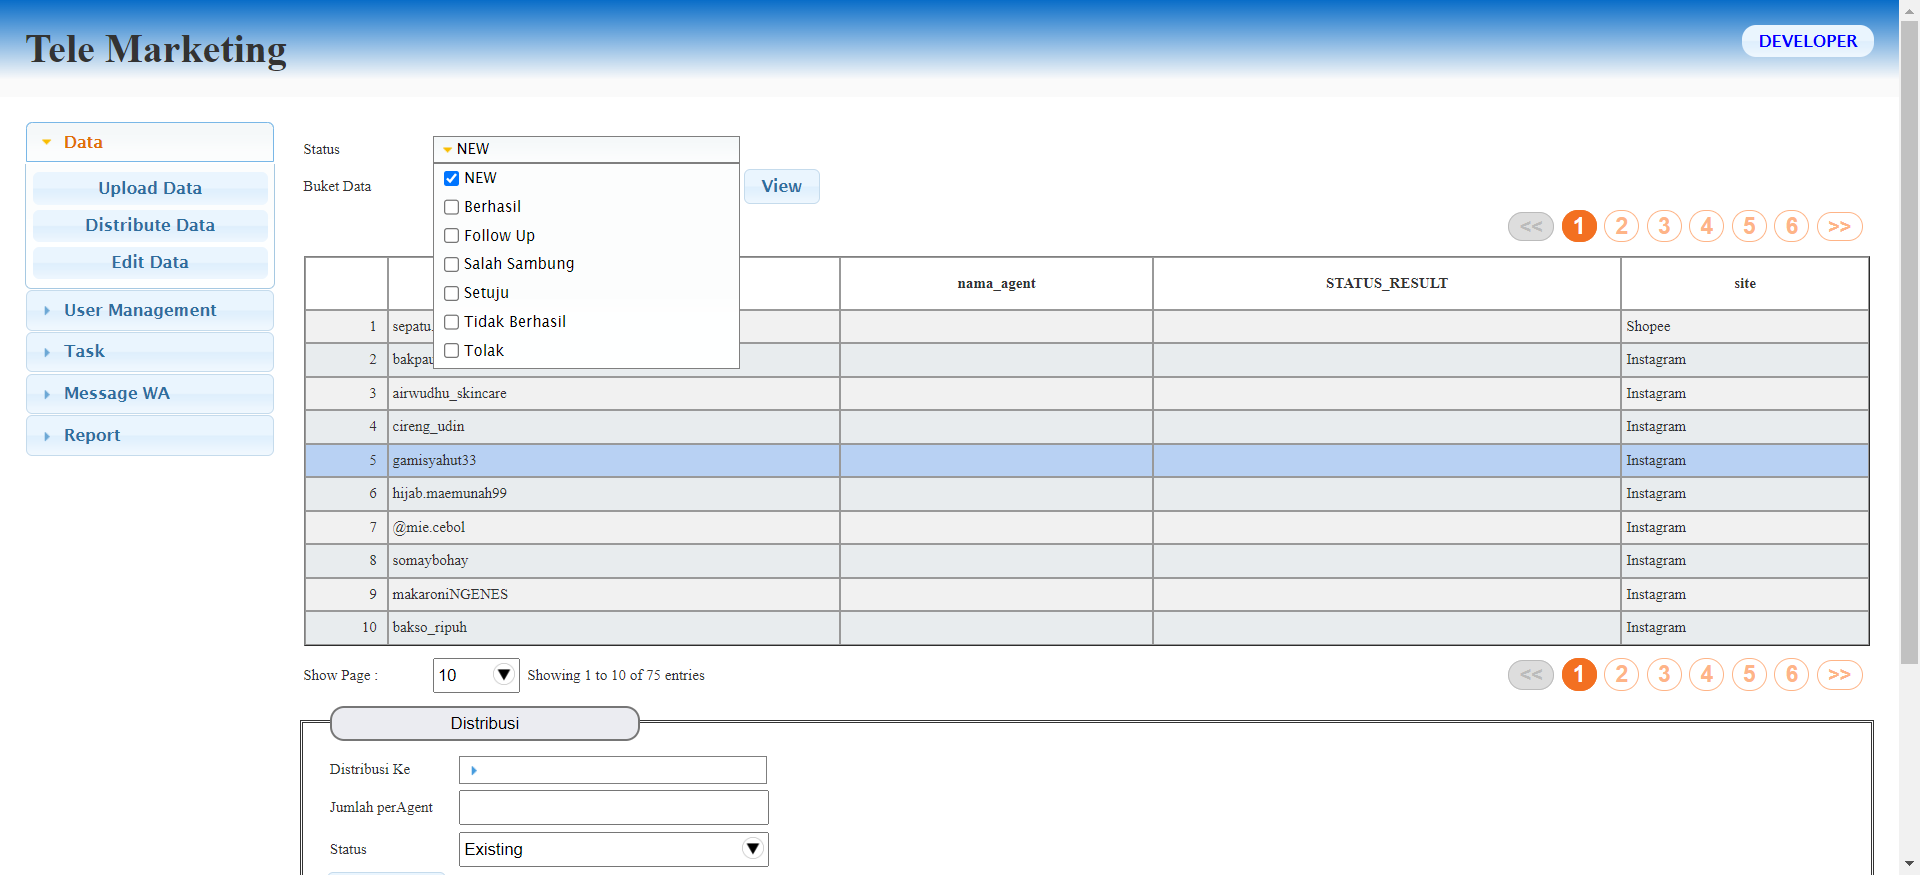 Tele Marketing
DEVELOPER
Data
Upload Data
Distribute Data
Edit Data
User Management
Task
Message WA
Report
Status
NEW
NEW
Berhasil
Follow Up
Salah Sambung
Setuju
Tidak Berhasil
Tolak
Buket Data
View
<< 1 2 3 4 5 6 >>
nama_agent STATUS_RESULT site
1 sepatu. Shopee
2 bakpau Instagram
3 airwudhu_skincare Instagram
4 cireng_udin Instagram
5 gamisyahut33 Instagram
6 hijab.maemunah99 Instagram
7 @mie.cebol Instagram
8 somaybohay Instagram
9 makaroniNGENES Instagram
10 bakso_ripuh Instagram
Show Page : 10 Showing 1 to 10 of 75 entries
<< 1 2 3 4 5 6 >>
Distribusi
Distribusi Ke
Jumlah perAgent
Status Existing